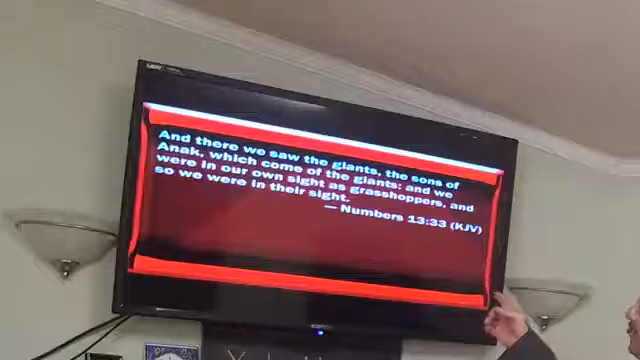 And there we saw the giants, the sons of
Anak, which come of the giants: and we
were in our own sight as grasshoppers, and
so we were in their sight.
— Numbers 13:33 (KJV)